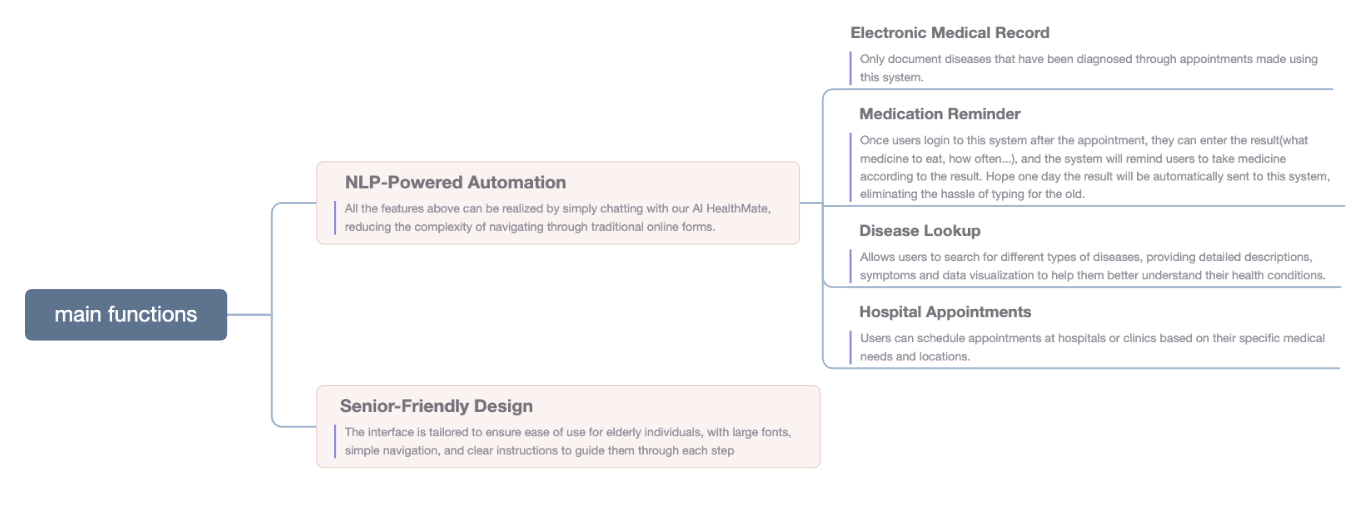 main functions
NLP-Powered Automation
All the features above can be realized by simply chatting with our AI HealthMate,
reducing the complexity of navigating through traditional online forms.
Electronic Medical Record
Only document diseases that have been diagnosed through appointments made using
this system.
Medication Reminder
Once users login to this system after the appointment, they can enter the result(what
medicine to eat, how often...), and the system will remind users to take medicine
according to the result. Hope one day the result will be automatically sent to this system,
eliminating the hassle of typing for the old.
Disease Lookup
Allows users to search for different types of diseases, providing detailed descriptions,
symptoms and data visualization to help them better understand their health conditions.
Hospital Appointments
Users can schedule appointments at hospitals or clinics based on their specific medical
needs and locations.
Senior-Friendly Design
The interface is tailored to ensure ease of use for elderly individuals, with large fonts,
simple navigation, and clear instructions to guide them through each step